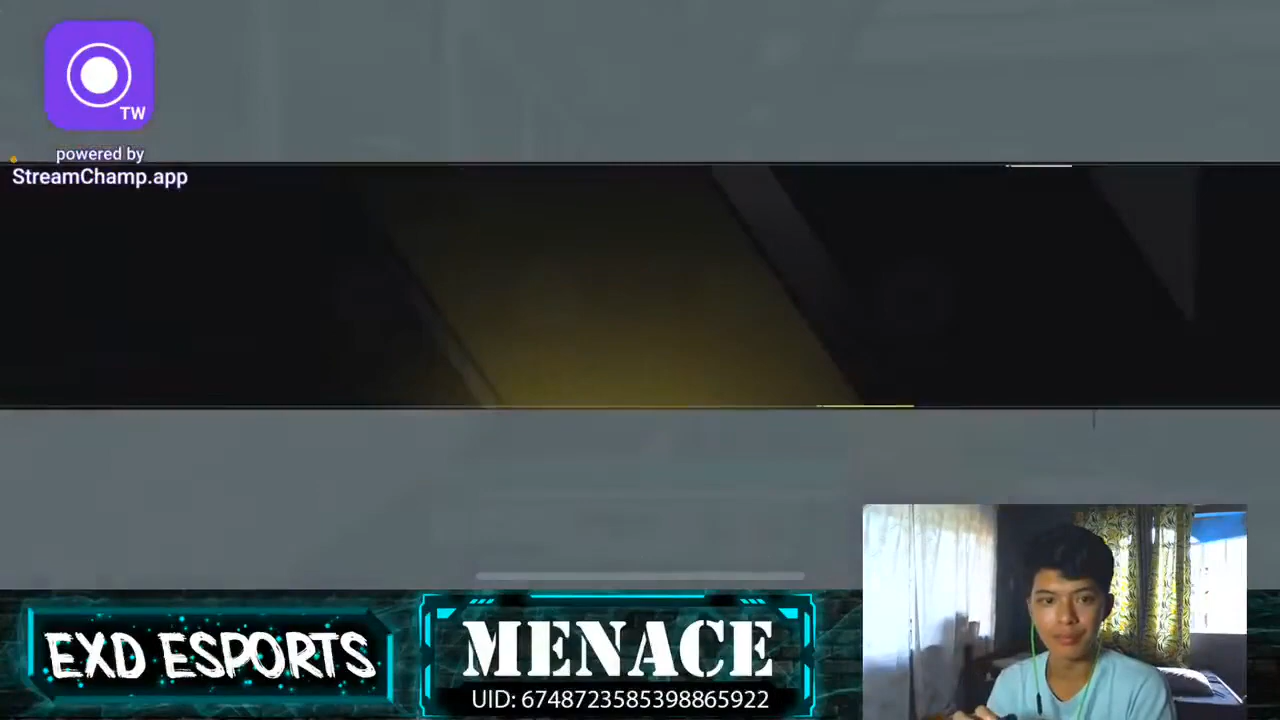 TW
powered by
StreamChamp.app
EXD ESPORTS
MENACE
UID: 6748723585398865922